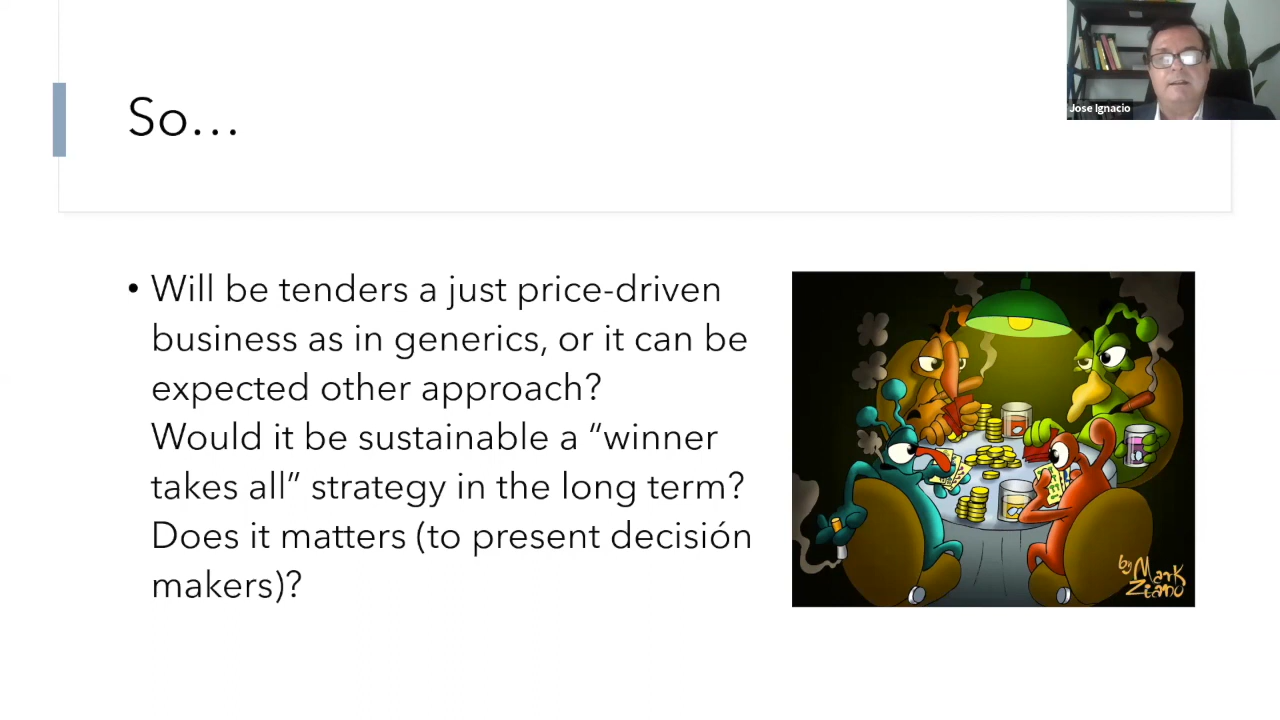 So...
Jose Ignacio
• Will be tenders a just price-driven
business as in generics, or it can be
expected other approach?
Would it be sustainable a “winner
takes all” strategy in the long term?
Does it matters (to present decisión
makers)?
by Mark
Ziano